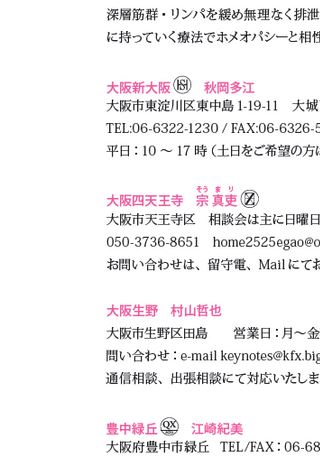 深層筋群・リンパを緩め無理なく排泄
に持っていく療法でホメオパシーと相性
大阪新大阪 秋岡多江
大阪市東淀川区東中島 1-19-11 大城
TEL:06-6322-1230 / FAX:06-6326-5
平日:10 〜 17 時(土日をご希望の方に
そう ま り
大阪四天王寺 宗 真吏
大阪市天王寺区 相談会は主に日曜日
050-3736-8651 home2525egao@o
お問い合わせは、留守電、Mailにてお
大阪生野 村山哲也
大阪市生野区田島 営業日:月〜金
問い合わせ:e-mail keynotes@kfx.big
通信相談、出張相談にて対応いたしま
豊中緑丘 江崎紀美
大阪府豊中市緑丘 TEL/FAX:06-68